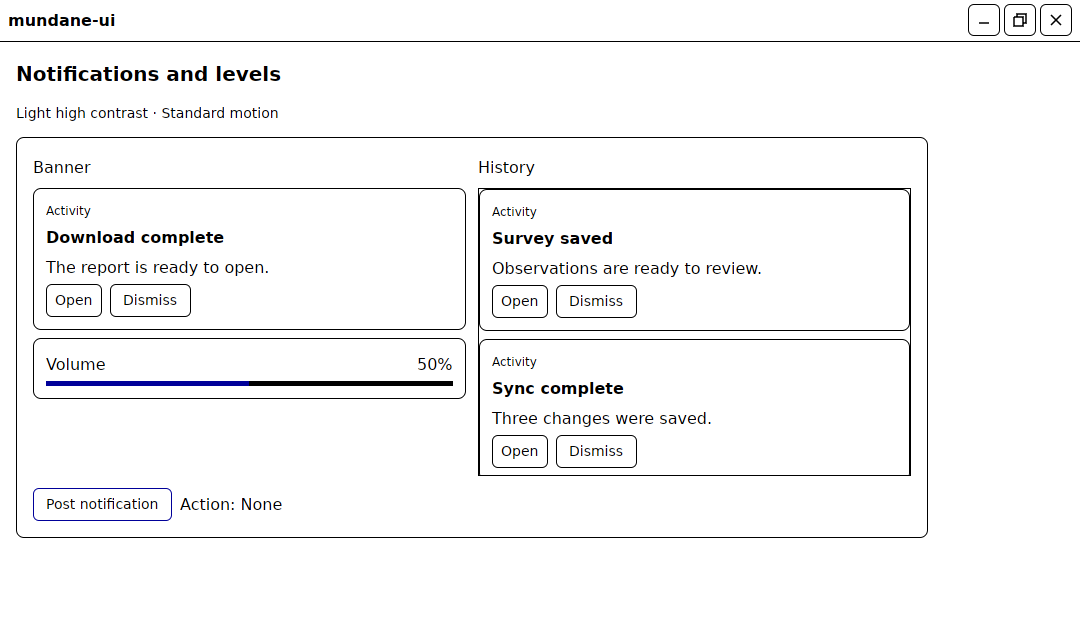 mundane-ui
Notifications and levels
Light high contrast · Standard motion
Banner
Activity
Download complete
The report is ready to open.
Open
Dismiss
Volume
50%
History
Activity
Survey saved
Observations are ready to review.
Open
Dismiss
Activity
Sync complete
Three changes were saved.
Open
Dismiss
Post notification
Action: None